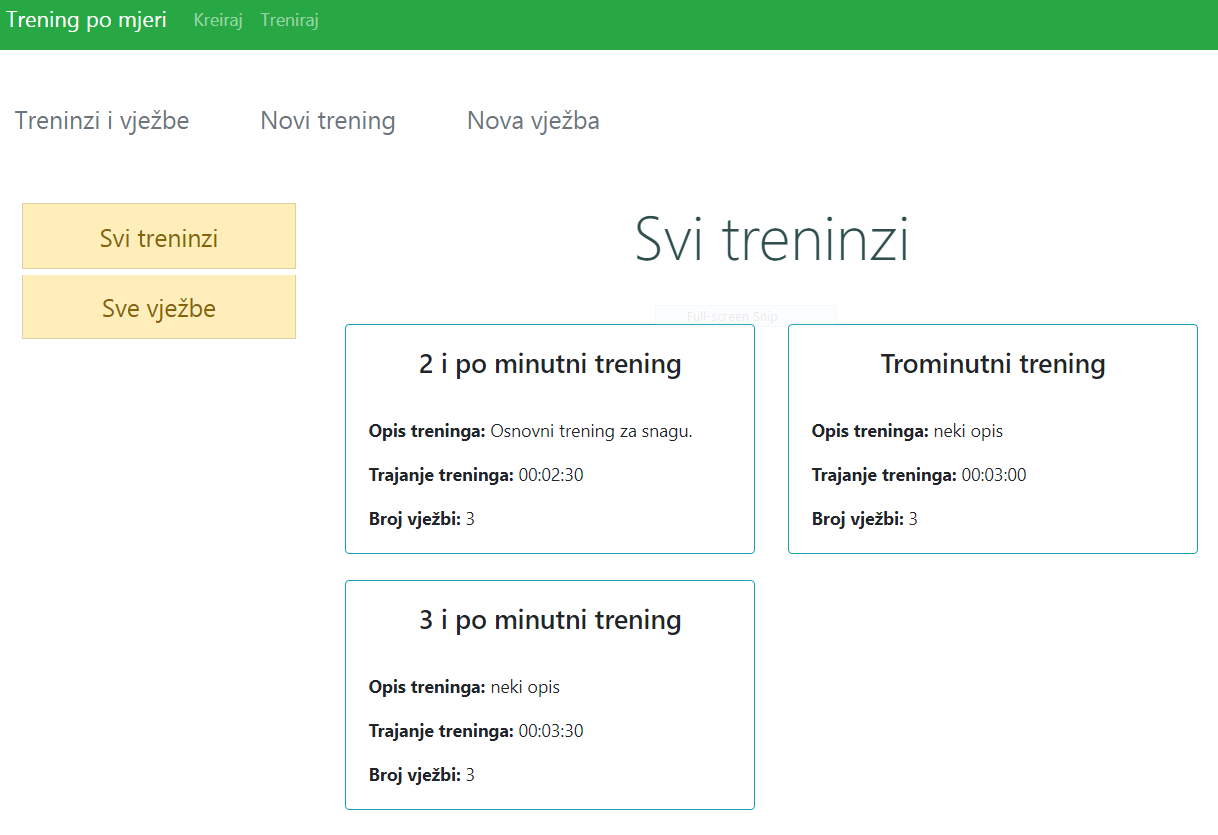 Trening po mjeri Kreiraj Treniraj
Treninzi i vježbe Novi trening Nova vježba
Svi treninzi
Sve vježbe
Svi treninzi
Full-screen Snip
2 i po minutni trening
Opis treninga: Osnovni trening za snagu.
Trajanje treninga: 00:02:30
Broj vježbi: 3
Trominutni trening
Opis treninga: neki opis
Trajanje treninga: 00:03:00
Broj vježbi: 3
3 i po minutni trening
Opis treninga: neki opis
Trajanje treninga: 00:03:30
Broj vježbi: 3